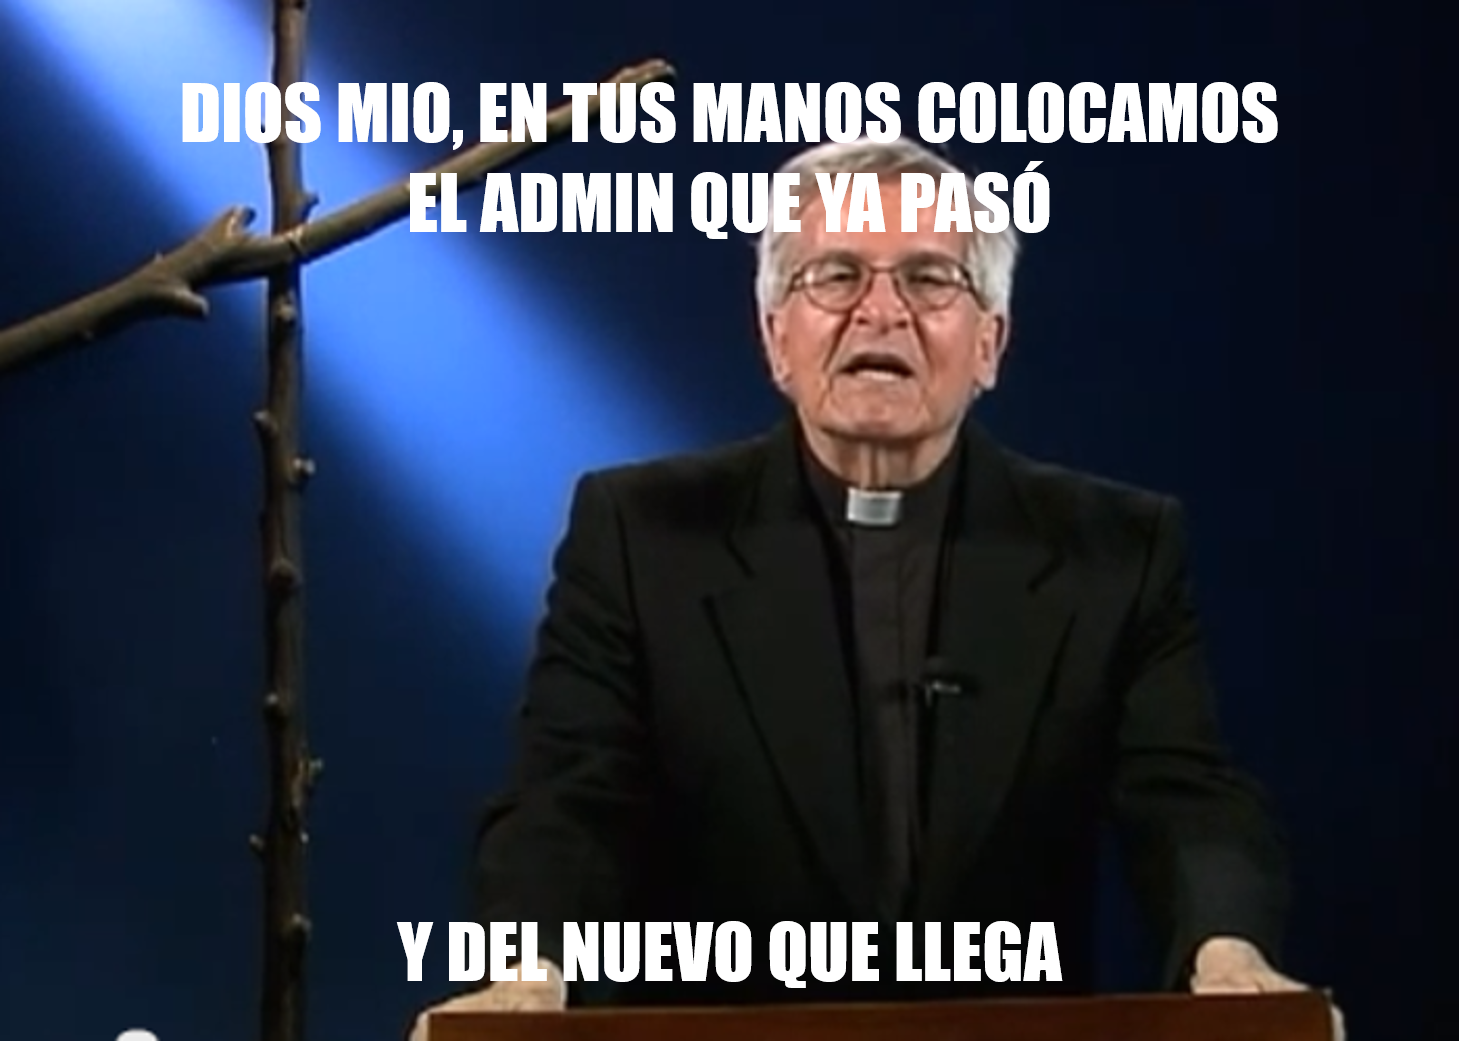 DIOS MIO, EN TUS MANOS COLOCAMOS
EL ADMIN QUE YA PASÓ
Y DEL NUEVO QUE LLEGA